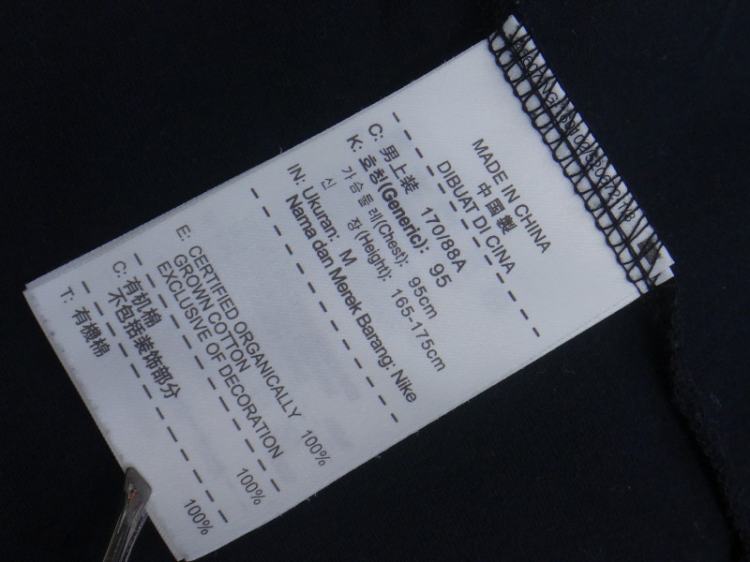 MADE IN CHINA
中国製
DIBUAT DI CINA
C: 男上装 170/88A
K: 호칭(Generic): 95
가슴둘레(Chest): 95cm
신 장(Height): 165-175cm
IN: Ukuran: M
Nama dan Merek Barang: Nike
E: CERTIFIED ORGANICALLY
GROWN COTTON 100%
EXCLUSIVE OF DECORATION
C: 有机棉 100%
不包括装饰部分
T: 有機棉 100%